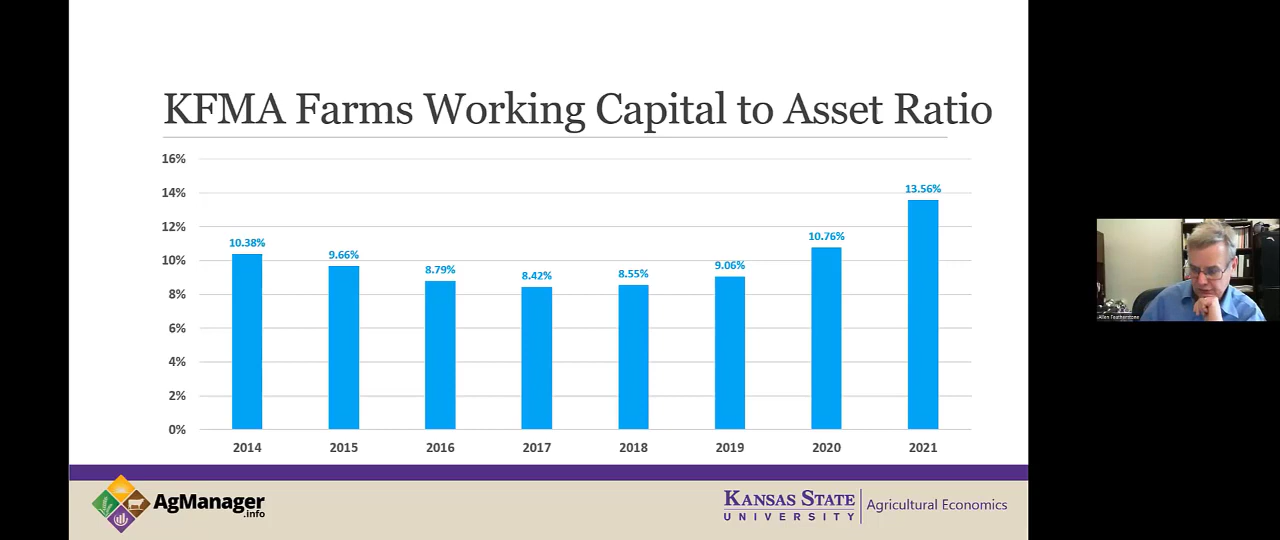 KFMA Farms Working Capital to Asset Ratio
16%
14%
12%
10%
8%
6%
4%
2%
0%
10.38%
9.66%
8.79%
8.42%
8.55%
9.06%
10.76%
13.56%
2014 2015 2016 2017 2018 2019 2020 2021
AgManager
.info
KANSAS STATE
UNIVERSITY
Agricultural Economics
Allen Featherstone